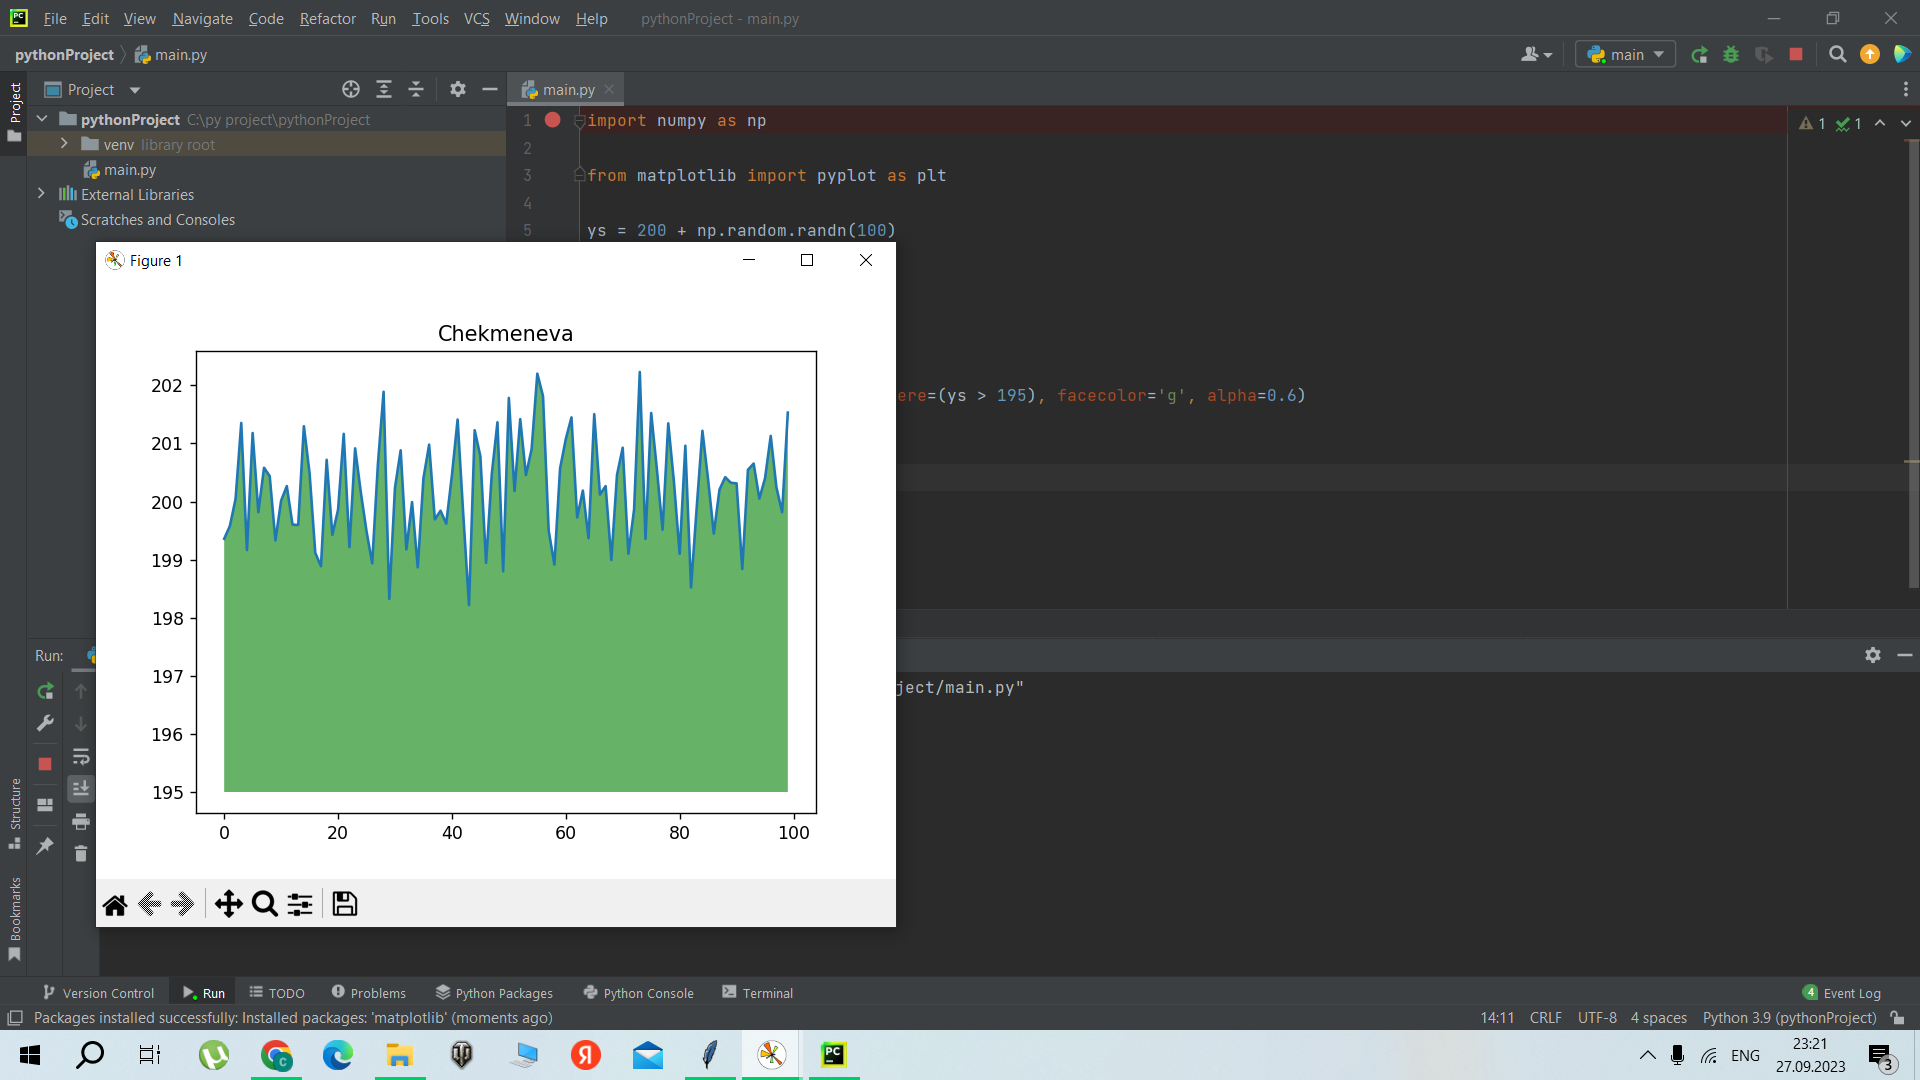 File Edit View Navigate Code Refactor Run Tools VCS Window Help pythonProject - main.py
pythonProject main.py
main
Project
Project
main.py
pythonProject C:\py project\pythonProject
venv library root
main.py
External Libraries
Scratches and Consoles
1 import numpy as np
2
3 from matplotlib import pyplot as plt
4
5 ys = 200 + np.random.randn(100)
1 1
ere=(ys > 195), facecolor='g', alpha=0.6)
Figure 1
Chekmeneva
202
201
200
199
198
197
196
195
0 20 40 60 80 100
Run:
ject/main.py"
Structure
Bookmarks
Version Control Run TODO Problems Python Packages Python Console Terminal
4 Event Log
Packages installed successfully: Installed packages: 'matplotlib' (moments ago)
14:11 CRLF UTF-8 4 spaces Python 3.9 (pythonProject)
C
Я
PC
ENG
23:21
27.09.2023
3